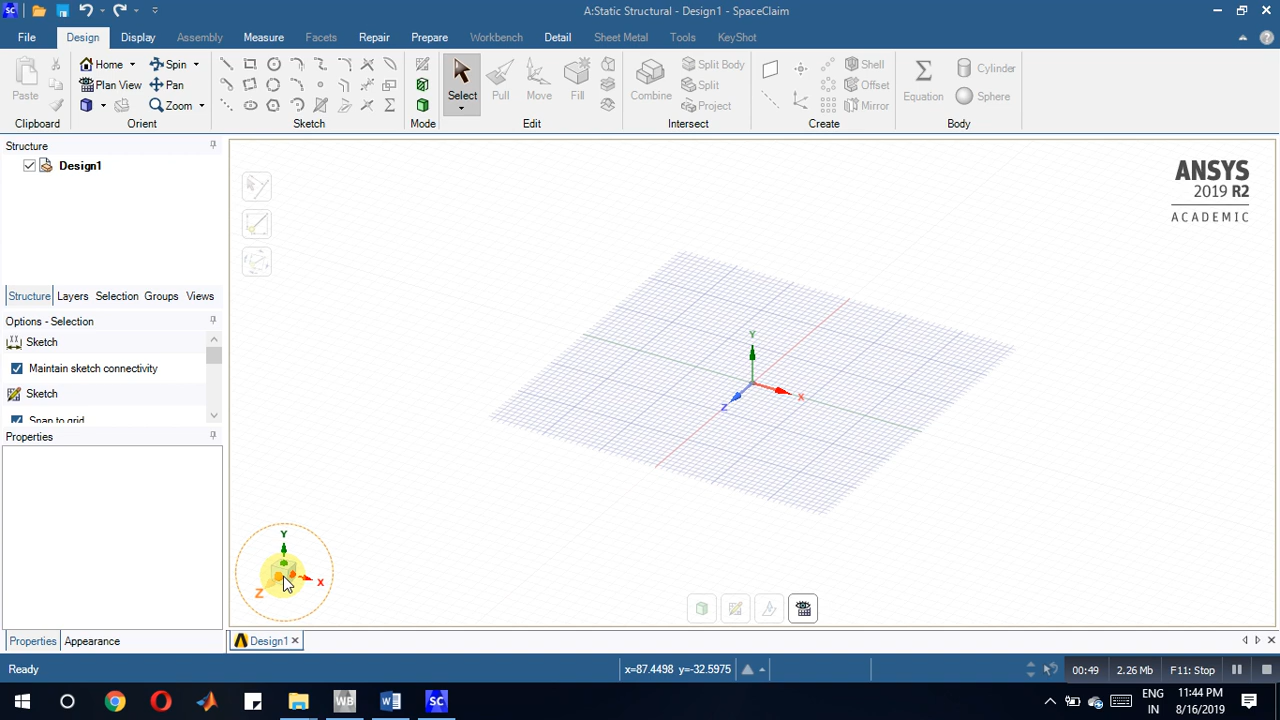 A:Static Structural - Design1 - SpaceClaim
File Design Display Assembly Measure Facets Repair Prepare Workbench Detail Sheet Metal Tools KeyShot
Paste
Home
Plan View
Spin
Pan
Zoom
Select
Pull
Move
Fill
Combine
Split Body
Split
Project
Shell
Offset
Mirror
Equation
Cylinder
Sphere
Clipboard Orient Sketch Mode Edit Intersect Create Body
Structure
Design1
Structure Layers Selection Groups Views
Options - Selection
Sketch
Maintain sketch connectivity
Sketch
Snap to grid
Properties
Properties Appearance
ANSYS
2019 R2
ACADEMIC
Y
X
Z
Y
X
Z
Design1
Ready
x=87.4498 y=-32.5975
00:49 2.26 Mb F11: Stop
WB
SC
ENG
IN
11:44 PM
8/16/2019